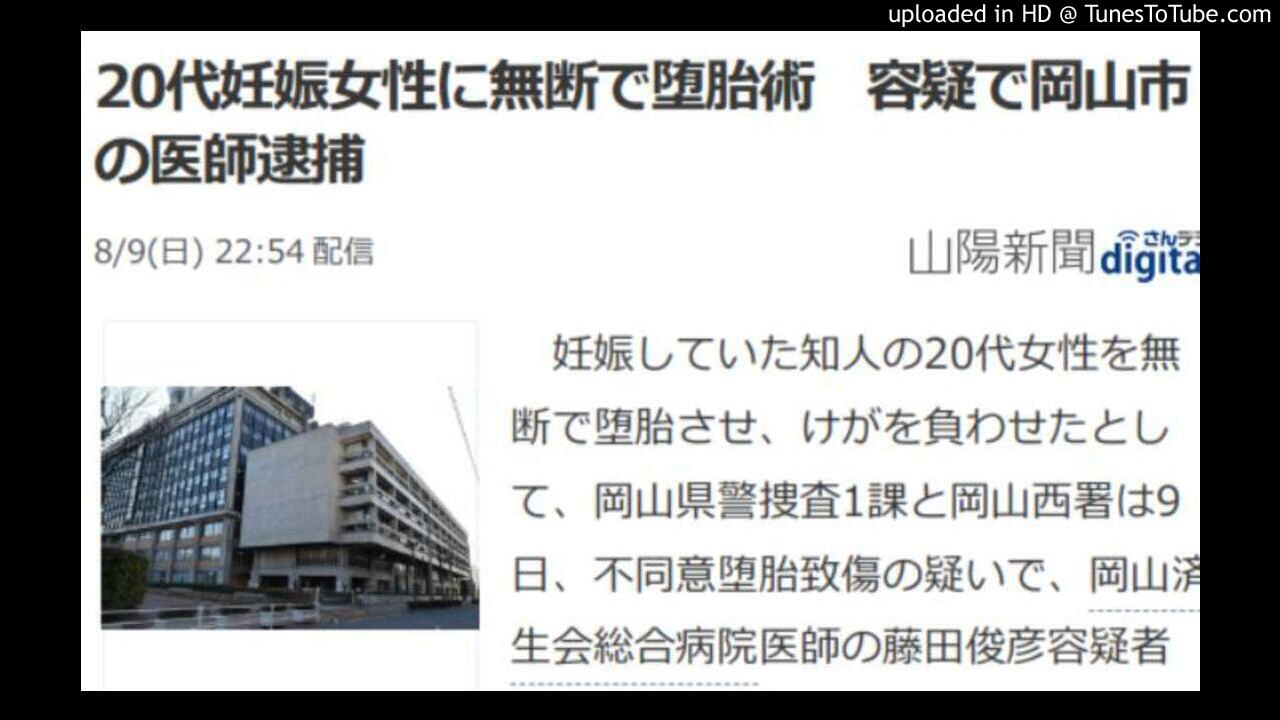 uploaded in HD @ TunesToTube.com
20代妊娠女性に無断で堕胎術　容疑で岡山市
の医師逮捕
8/9(日) 22:54 配信
山陽新聞 さんデジ
digita
妊娠していた知人の20代女性を無
断で堕胎させ、けがを負わせたとし
て、岡山県警捜査1課と岡山西署は9
日、不同意堕胎致傷の疑いで、岡山済
生会総合病院医師の藤田俊彦容疑者